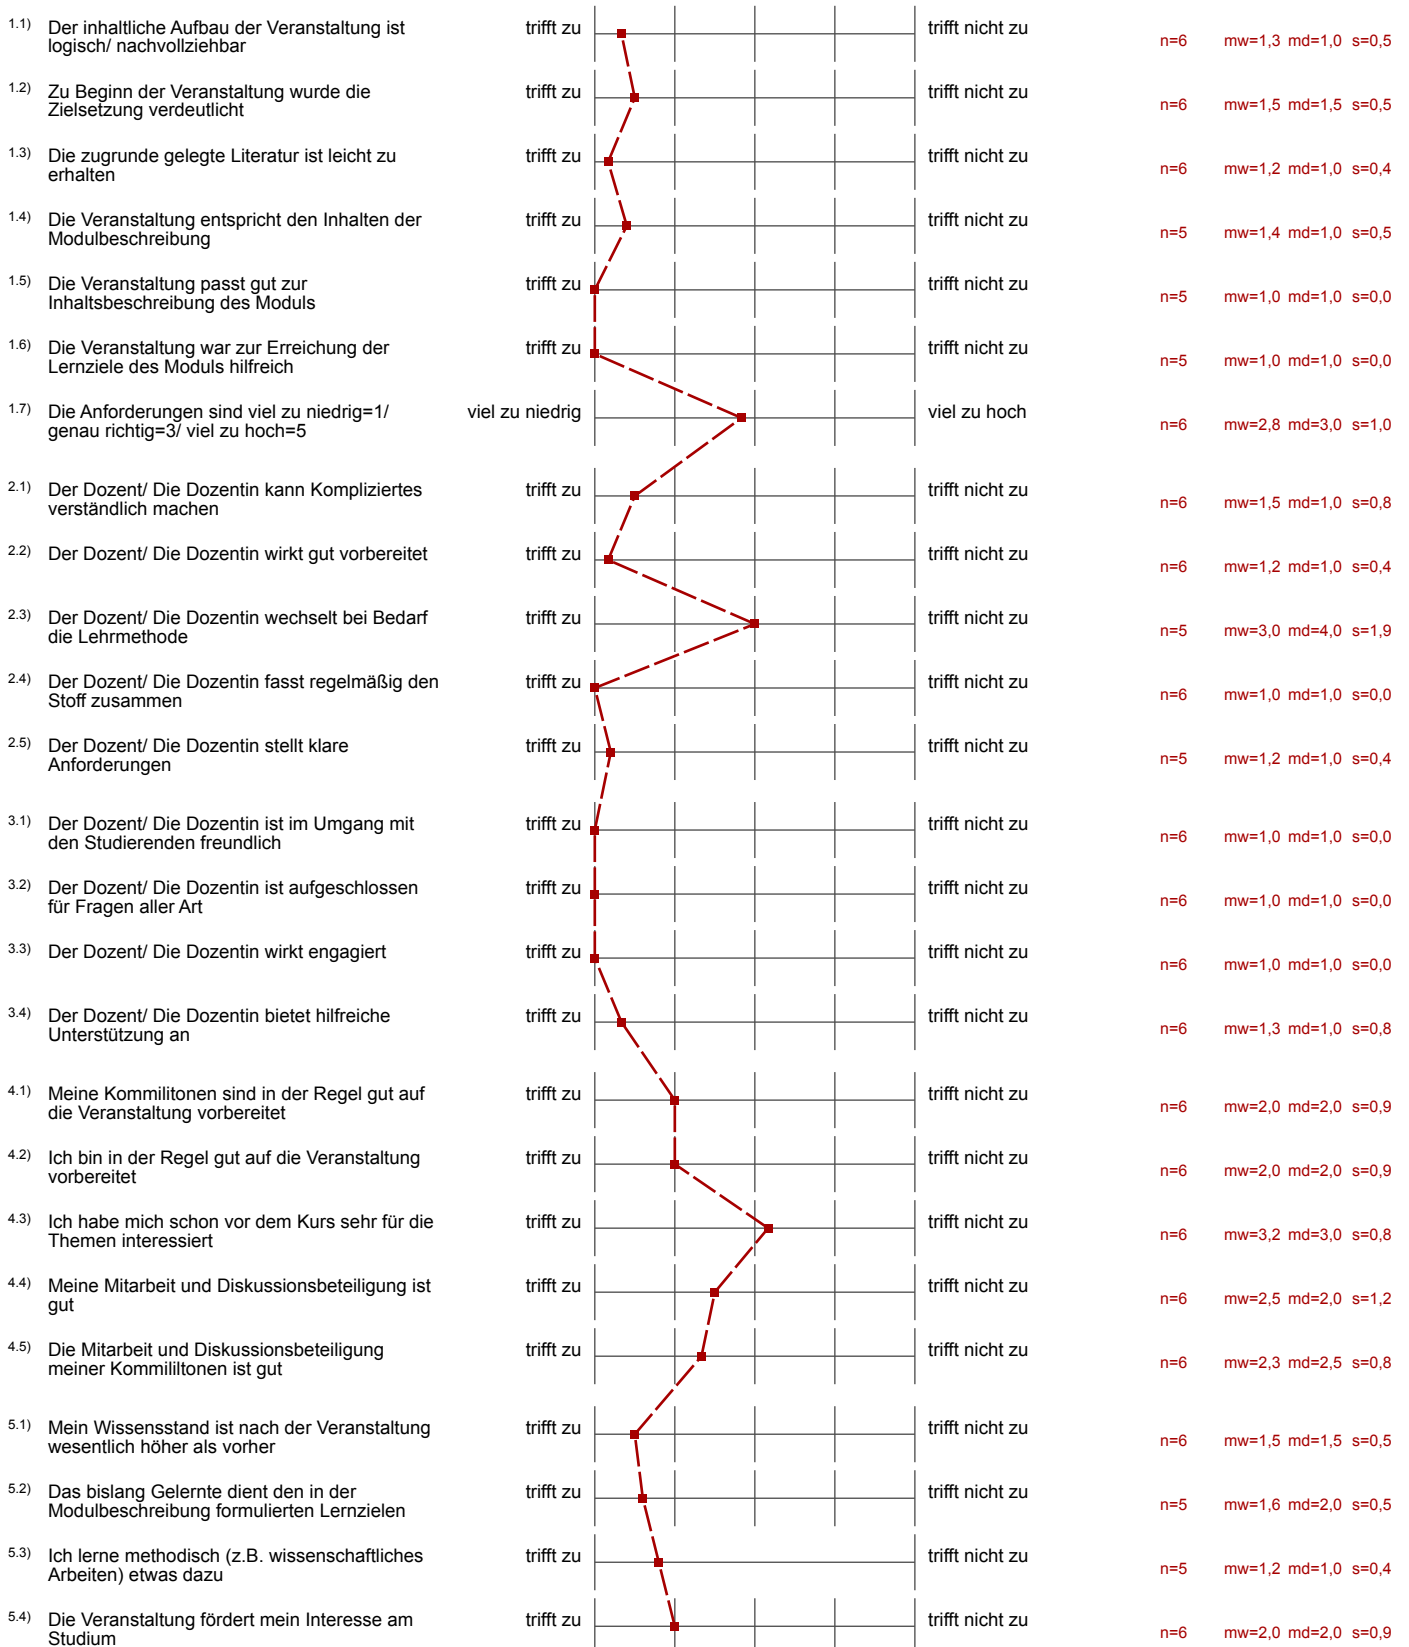 1.1) Der inhaltliche Aufbau der Veranstaltung ist trifft zu trifft nicht zu
logisch/ nachvollziehbar n=6 mw=1,3 md=1,0 s=0,5
1.2) Zu Beginn der Veranstaltung wurde die trifft zu trifft nicht zu
Zielsetzung verdeutlicht n=6 mw=1,5 md=1,5 s=0,5
1.3) Die zugrunde gelegte Literatur ist leicht zu trifft zu trifft nicht zu
erhalten n=6 mw=1,2 md=1,0 s=0,4
1.4) Die Veranstaltung entspricht den Inhalten der trifft zu trifft nicht zu
Modulbeschreibung n=5 mw=1,4 md=1,0 s=0,5
1.5) Die Veranstaltung passt gut zur trifft zu trifft nicht zu
Inhaltsbeschreibung des Moduls n=5 mw=1,0 md=1,0 s=0,0
1.6) Die Veranstaltung war zur Erreichung der trifft zu trifft nicht zu
Lernziele des Moduls hilfreich n=5 mw=1,0 md=1,0 s=0,0
1.7) Die Anforderungen sind viel zu niedrig=1/ viel zu niedrig viel zu hoch
genau richtig=3/ viel zu hoch=5 n=6 mw=2,8 md=3,0 s=1,0
2.1) Der Dozent/ Die Dozentin kann Kompliziertes trifft zu trifft nicht zu
verständlich machen n=6 mw=1,5 md=1,0 s=0,8
2.2) Der Dozent/ Die Dozentin wirkt gut vorbereitet trifft zu trifft nicht zu
n=6 mw=1,2 md=1,0 s=0,4
2.3) Der Dozent/ Die Dozentin wechselt bei Bedarf trifft zu trifft nicht zu
die Lehrmethode n=5 mw=3,0 md=4,0 s=1,9
2.4) Der Dozent/ Die Dozentin fasst regelmäßig den trifft zu trifft nicht zu
Stoff zusammen n=6 mw=1,0 md=1,0 s=0,0
2.5) Der Dozent/ Die Dozentin stellt klare trifft zu trifft nicht zu
Anforderungen n=5 mw=1,2 md=1,0 s=0,4
3.1) Der Dozent/ Die Dozentin ist im Umgang mit trifft zu trifft nicht zu
den Studierenden freundlich n=6 mw=1,0 md=1,0 s=0,0
3.2) Der Dozent/ Die Dozentin ist aufgeschlossen trifft zu trifft nicht zu
für Fragen aller Art n=6 mw=1,0 md=1,0 s=0,0
3.3) Der Dozent/ Die Dozentin wirkt engagiert trifft zu trifft nicht zu
n=6 mw=1,0 md=1,0 s=0,0
3.4) Der Dozent/ Die Dozentin bietet hilfreiche trifft zu trifft nicht zu
Unterstützung an n=6 mw=1,3 md=1,0 s=0,8
4.1) Meine Kommilitonen sind in der Regel gut auf trifft zu trifft nicht zu
die Veranstaltung vorbereitet n=6 mw=2,0 md=2,0 s=0,9
4.2) Ich bin in der Regel gut auf die Veranstaltung trifft zu trifft nicht zu
vorbereitet n=6 mw=2,0 md=2,0 s=0,9
4.3) Ich habe mich schon vor dem Kurs sehr für die trifft zu trifft nicht zu
Themen interessiert n=6 mw=3,2 md=3,0 s=0,8
4.4) Meine Mitarbeit und Diskussionsbeteiligung ist trifft zu trifft nicht zu
gut n=6 mw=2,5 md=2,0 s=1,2
4.5) Die Mitarbeit und Diskussionsbeteiligung trifft zu trifft nicht zu
meiner Kommililtonen ist gut n=6 mw=2,3 md=2,5 s=0,8
5.1) Mein Wissensstand ist nach der Veranstaltung trifft zu trifft nicht zu
wesentlich höher als vorher n=6 mw=1,5 md=1,5 s=0,5
5.2) Das bislang Gelernte dient den in der trifft zu trifft nicht zu
Modulbeschreibung formulierten Lernzielen n=5 mw=1,6 md=2,0 s=0,5
5.3) Ich lerne methodisch (z.B. wissenschaftliches trifft zu trifft nicht zu
Arbeiten) etwas dazu n=5 mw=1,2 md=1,0 s=0,4
5.4) Die Veranstaltung fördert mein Interesse am trifft zu trifft nicht zu
Studium n=6 mw=2,0 md=2,0 s=0,9